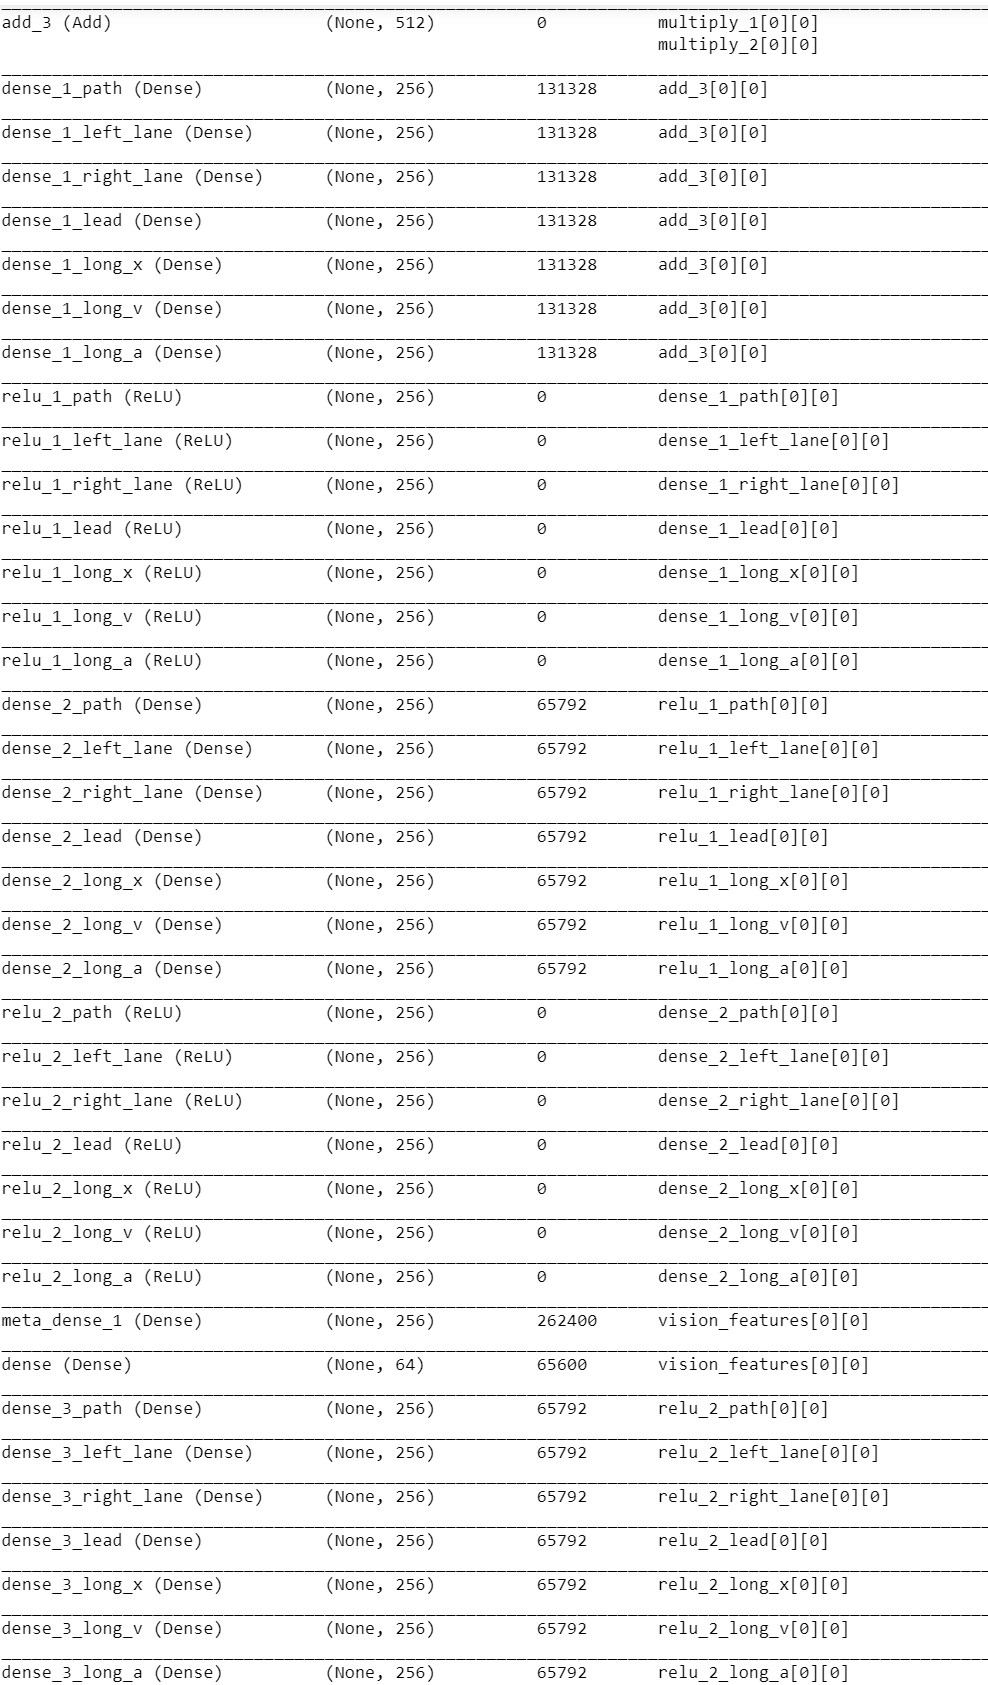 add_3 (Add) (None, 512) 0 multiply_1[0][0]
multiply_2[0][0]
dense_1_path (Dense) (None, 256) 131328 add_3[0][0]
dense_1_left_lane (Dense) (None, 256) 131328 add_3[0][0]
dense_1_right_lane (Dense) (None, 256) 131328 add_3[0][0]
dense_1_lead (Dense) (None, 256) 131328 add_3[0][0]
dense_1_long_x (Dense) (None, 256) 131328 add_3[0][0]
dense_1_long_v (Dense) (None, 256) 131328 add_3[0][0]
dense_1_long_a (Dense) (None, 256) 131328 add_3[0][0]
relu_1_path (ReLU) (None, 256) 0 dense_1_path[0][0]
relu_1_left_lane (ReLU) (None, 256) 0 dense_1_left_lane[0][0]
relu_1_right_lane (ReLU) (None, 256) 0 dense_1_right_lane[0][0]
relu_1_lead (ReLU) (None, 256) 0 dense_1_lead[0][0]
relu_1_long_x (ReLU) (None, 256) 0 dense_1_long_x[0][0]
relu_1_long_v (ReLU) (None, 256) 0 dense_1_long_v[0][0]
relu_1_long_a (ReLU) (None, 256) 0 dense_1_long_a[0][0]
dense_2_path (Dense) (None, 256) 65792 relu_1_path[0][0]
dense_2_left_lane (Dense) (None, 256) 65792 relu_1_left_lane[0][0]
dense_2_right_lane (Dense) (None, 256) 65792 relu_1_right_lane[0][0]
dense_2_lead (Dense) (None, 256) 65792 relu_1_lead[0][0]
dense_2_long_x (Dense) (None, 256) 65792 relu_1_long_x[0][0]
dense_2_long_v (Dense) (None, 256) 65792 relu_1_long_v[0][0]
dense_2_long_a (Dense) (None, 256) 65792 relu_1_long_a[0][0]
relu_2_path (ReLU) (None, 256) 0 dense_2_path[0][0]
relu_2_left_lane (ReLU) (None, 256) 0 dense_2_left_lane[0][0]
relu_2_right_lane (ReLU) (None, 256) 0 dense_2_right_lane[0][0]
relu_2_lead (ReLU) (None, 256) 0 dense_2_lead[0][0]
relu_2_long_x (ReLU) (None, 256) 0 dense_2_long_x[0][0]
relu_2_long_v (ReLU) (None, 256) 0 dense_2_long_v[0][0]
relu_2_long_a (ReLU) (None, 256) 0 dense_2_long_a[0][0]
meta_dense_1 (Dense) (None, 256) 262400 vision_features[0][0]
dense (Dense) (None, 64) 65600 vision_features[0][0]
dense_3_path (Dense) (None, 256) 65792 relu_2_path[0][0]
dense_3_left_lane (Dense) (None, 256) 65792 relu_2_left_lane[0][0]
dense_3_right_lane (Dense) (None, 256) 65792 relu_2_right_lane[0][0]
dense_3_lead (Dense) (None, 256) 65792 relu_2_lead[0][0]
dense_3_long_x (Dense) (None, 256) 65792 relu_2_long_x[0][0]
dense_3_long_v (Dense) (None, 256) 65792 relu_2_long_v[0][0]
dense_3_long_a (Dense) (None, 256) 65792 relu_2_long_a[0][0]